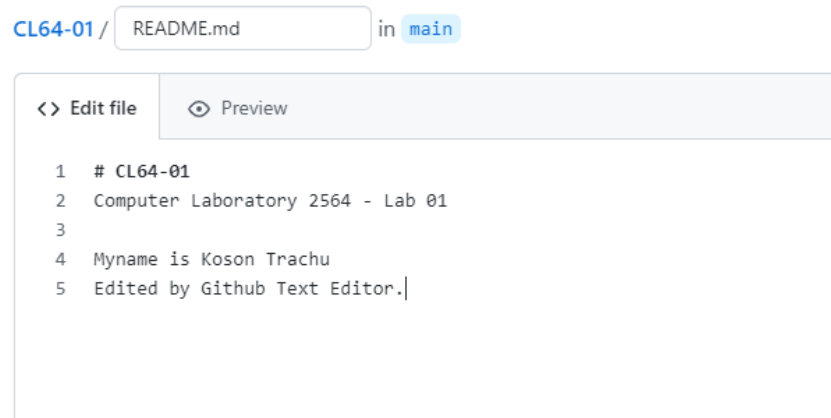 CL64-01 / README.md in main
<> Edit file Preview
1 # CL64-01
2 Computer Laboratory 2564 - Lab 01
3
4 Myname is Koson Trachu
5 Edited by Github Text Editor.